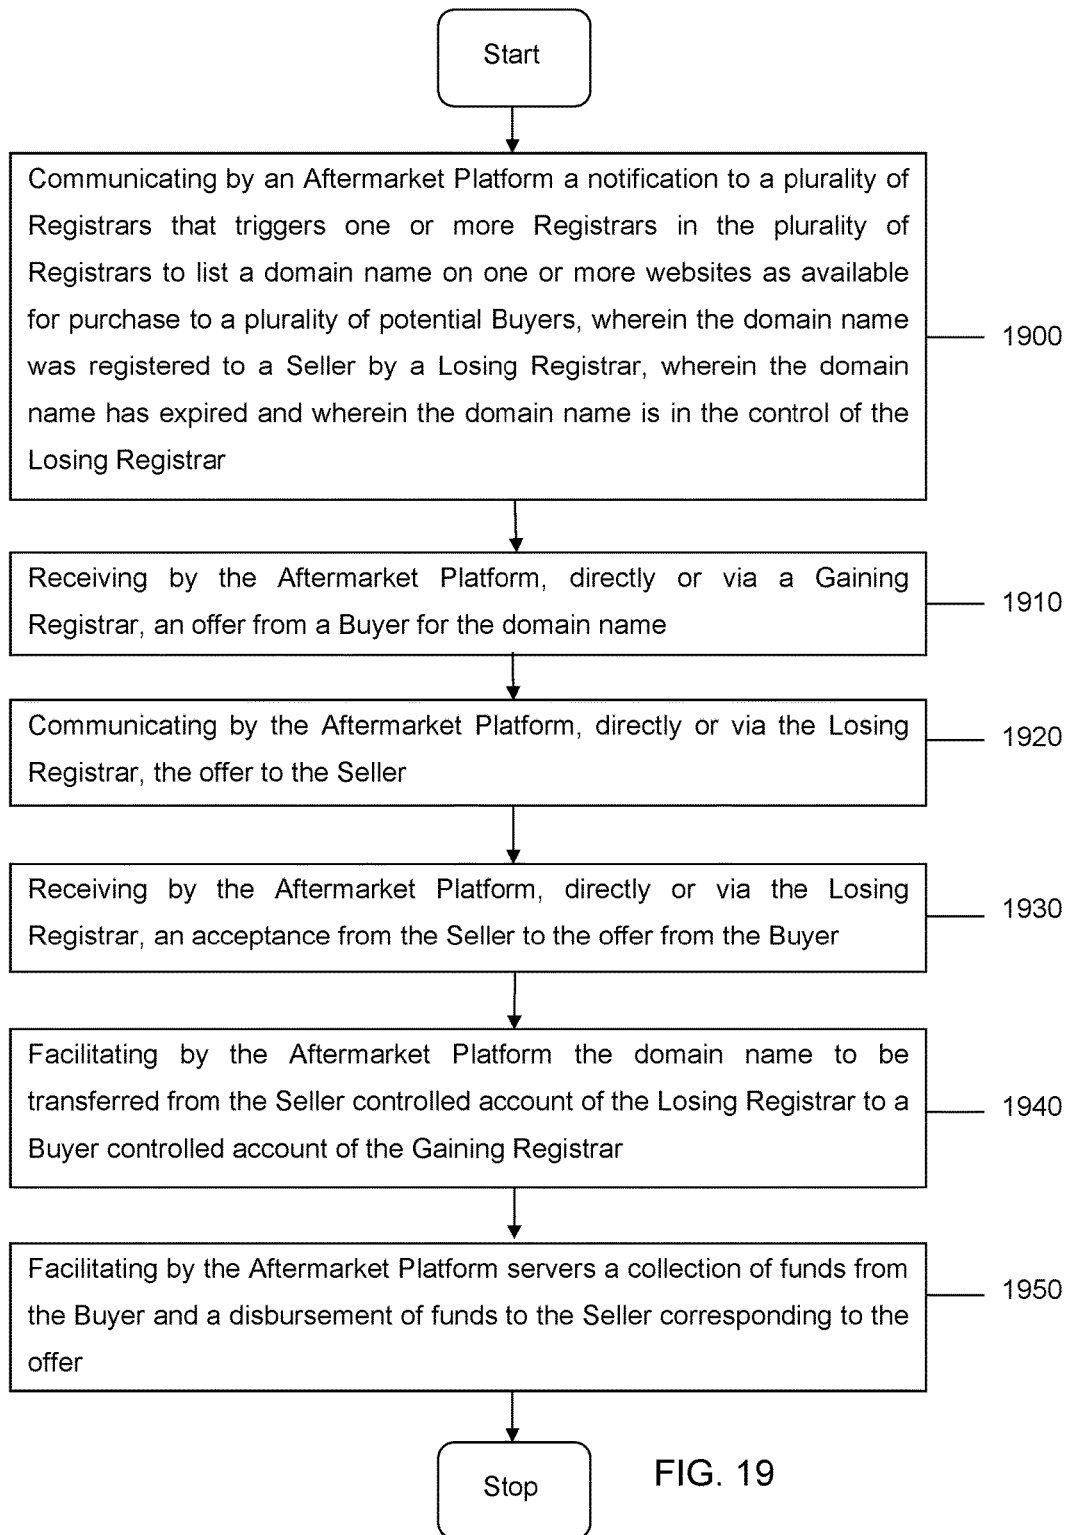 Start
Communicating by an Aftermarket Platform a notification to a plurality of
Registrars that triggers one or more Registrars in the plurality of
Registrars to list a domain name on one or more websites as available
for purchase to a plurality of potential Buyers, wherein the domain name
was registered to a Seller by a Losing Registrar, wherein the domain
name has expired and wherein the domain name is in the control of the
Losing Registrar
1900
Receiving by the Aftermarket Platform, directly or via a Gaining
Registrar, an offer from a Buyer for the domain name
1910
Communicating by the Aftermarket Platform, directly or via the Losing
Registrar, the offer to the Seller
1920
Receiving by the Aftermarket Platform, directly or via the Losing
Registrar, an acceptance from the Seller to the offer from the Buyer
1930
Facilitating by the Aftermarket Platform the domain name to be
transferred from the Seller controlled account of the Losing Registrar to a
Buyer controlled account of the Gaining Registrar
1940
Facilitating by the Aftermarket Platform servers a collection of funds from
the Buyer and a disbursement of funds to the Seller corresponding to the
offer
1950
Stop
FIG. 19